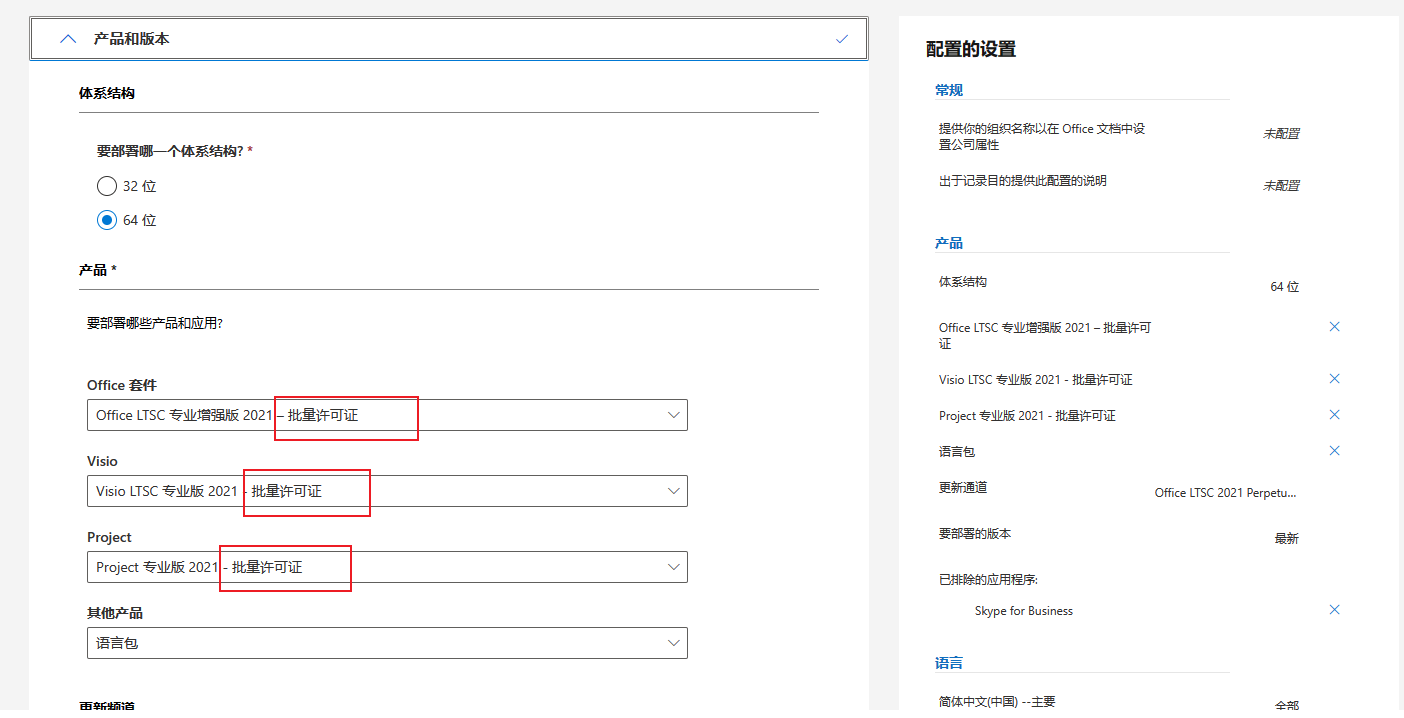 产品和版本
体系结构
要部署哪一个体系结构? *
32 位
64 位
产品 *
要部署哪些产品和应用?
Office 套件
Office LTSC 专业增强版 2021 – 批量许可证
Visio
Visio LTSC 专业版 2021 - 批量许可证
Project
Project 专业版 2021 - 批量许可证
其他产品
语言包
更新频道
配置的设置
常规
提供你的组织名称以在 Office 文档中设
置公司属性
未配置
出于记录目的提供此配置的说明
未配置
产品
体系结构
64 位
Office LTSC 专业增强版 2021 – 批量许可
证
Visio LTSC 专业版 2021 - 批量许可证
Project 专业版 2021 - 批量许可证
语言包
更新通道
Office LTSC 2021 Perpetu...
要部署的版本
最新
已排除的应用程序:
Skype for Business
语言
简体中文(中国) --主要
全部